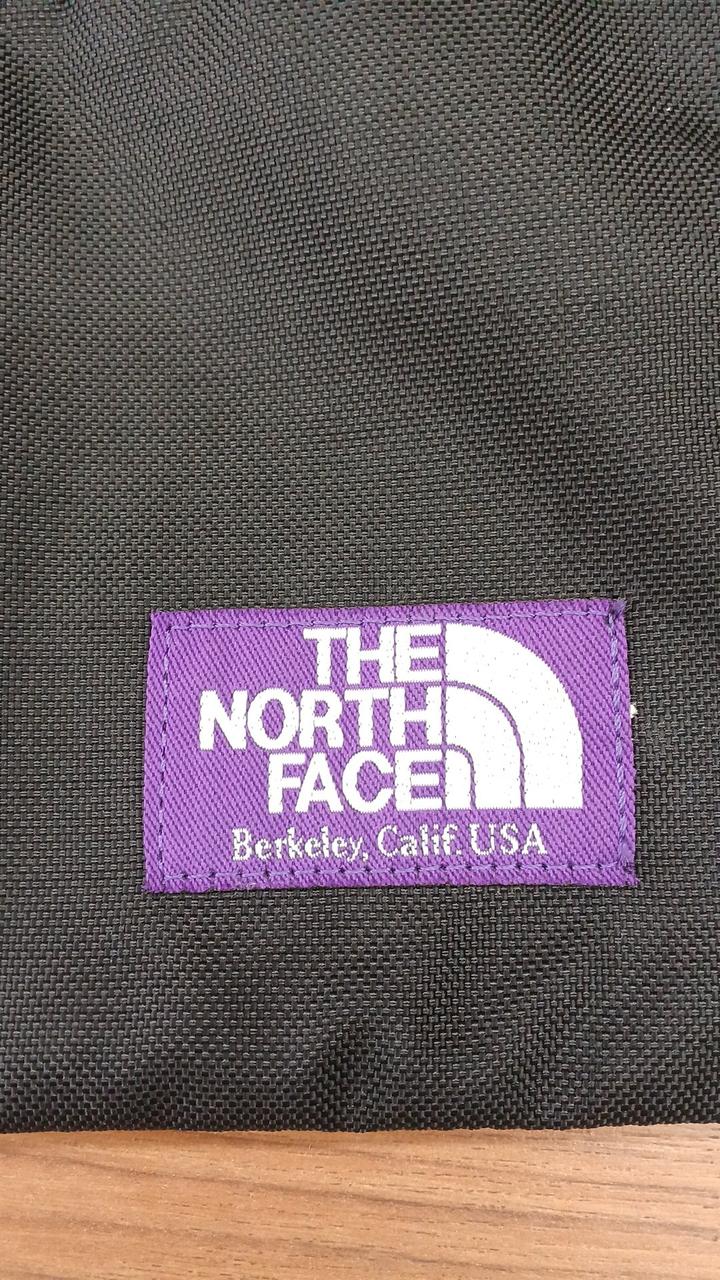 THE
NORTH
FACE
Berkeley, Calif. USA